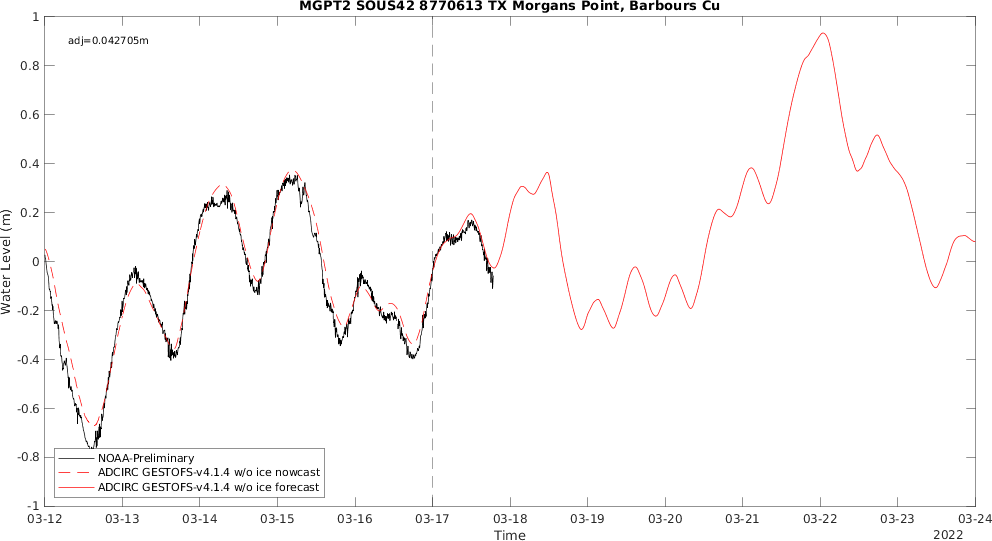 MGPT2 SOUS42 8770613 TX Morgans Point, Barbours Cu
adj=0.042705m
Water Level (m)
1
0.8
0.6
0.4
0.2
0
-0.2
-0.4
-0.6
-0.8
-1
NOAA-Preliminary
ADCIRC GESTOFS-v4.1.4 w/o ice nowcast
ADCIRC GESTOFS-v4.1.4 w/o ice forecast
03-12 03-13 03-14 03-15 03-16 03-17 03-18 03-19 03-20 03-21 03-22 03-23 03-24
Time
2022